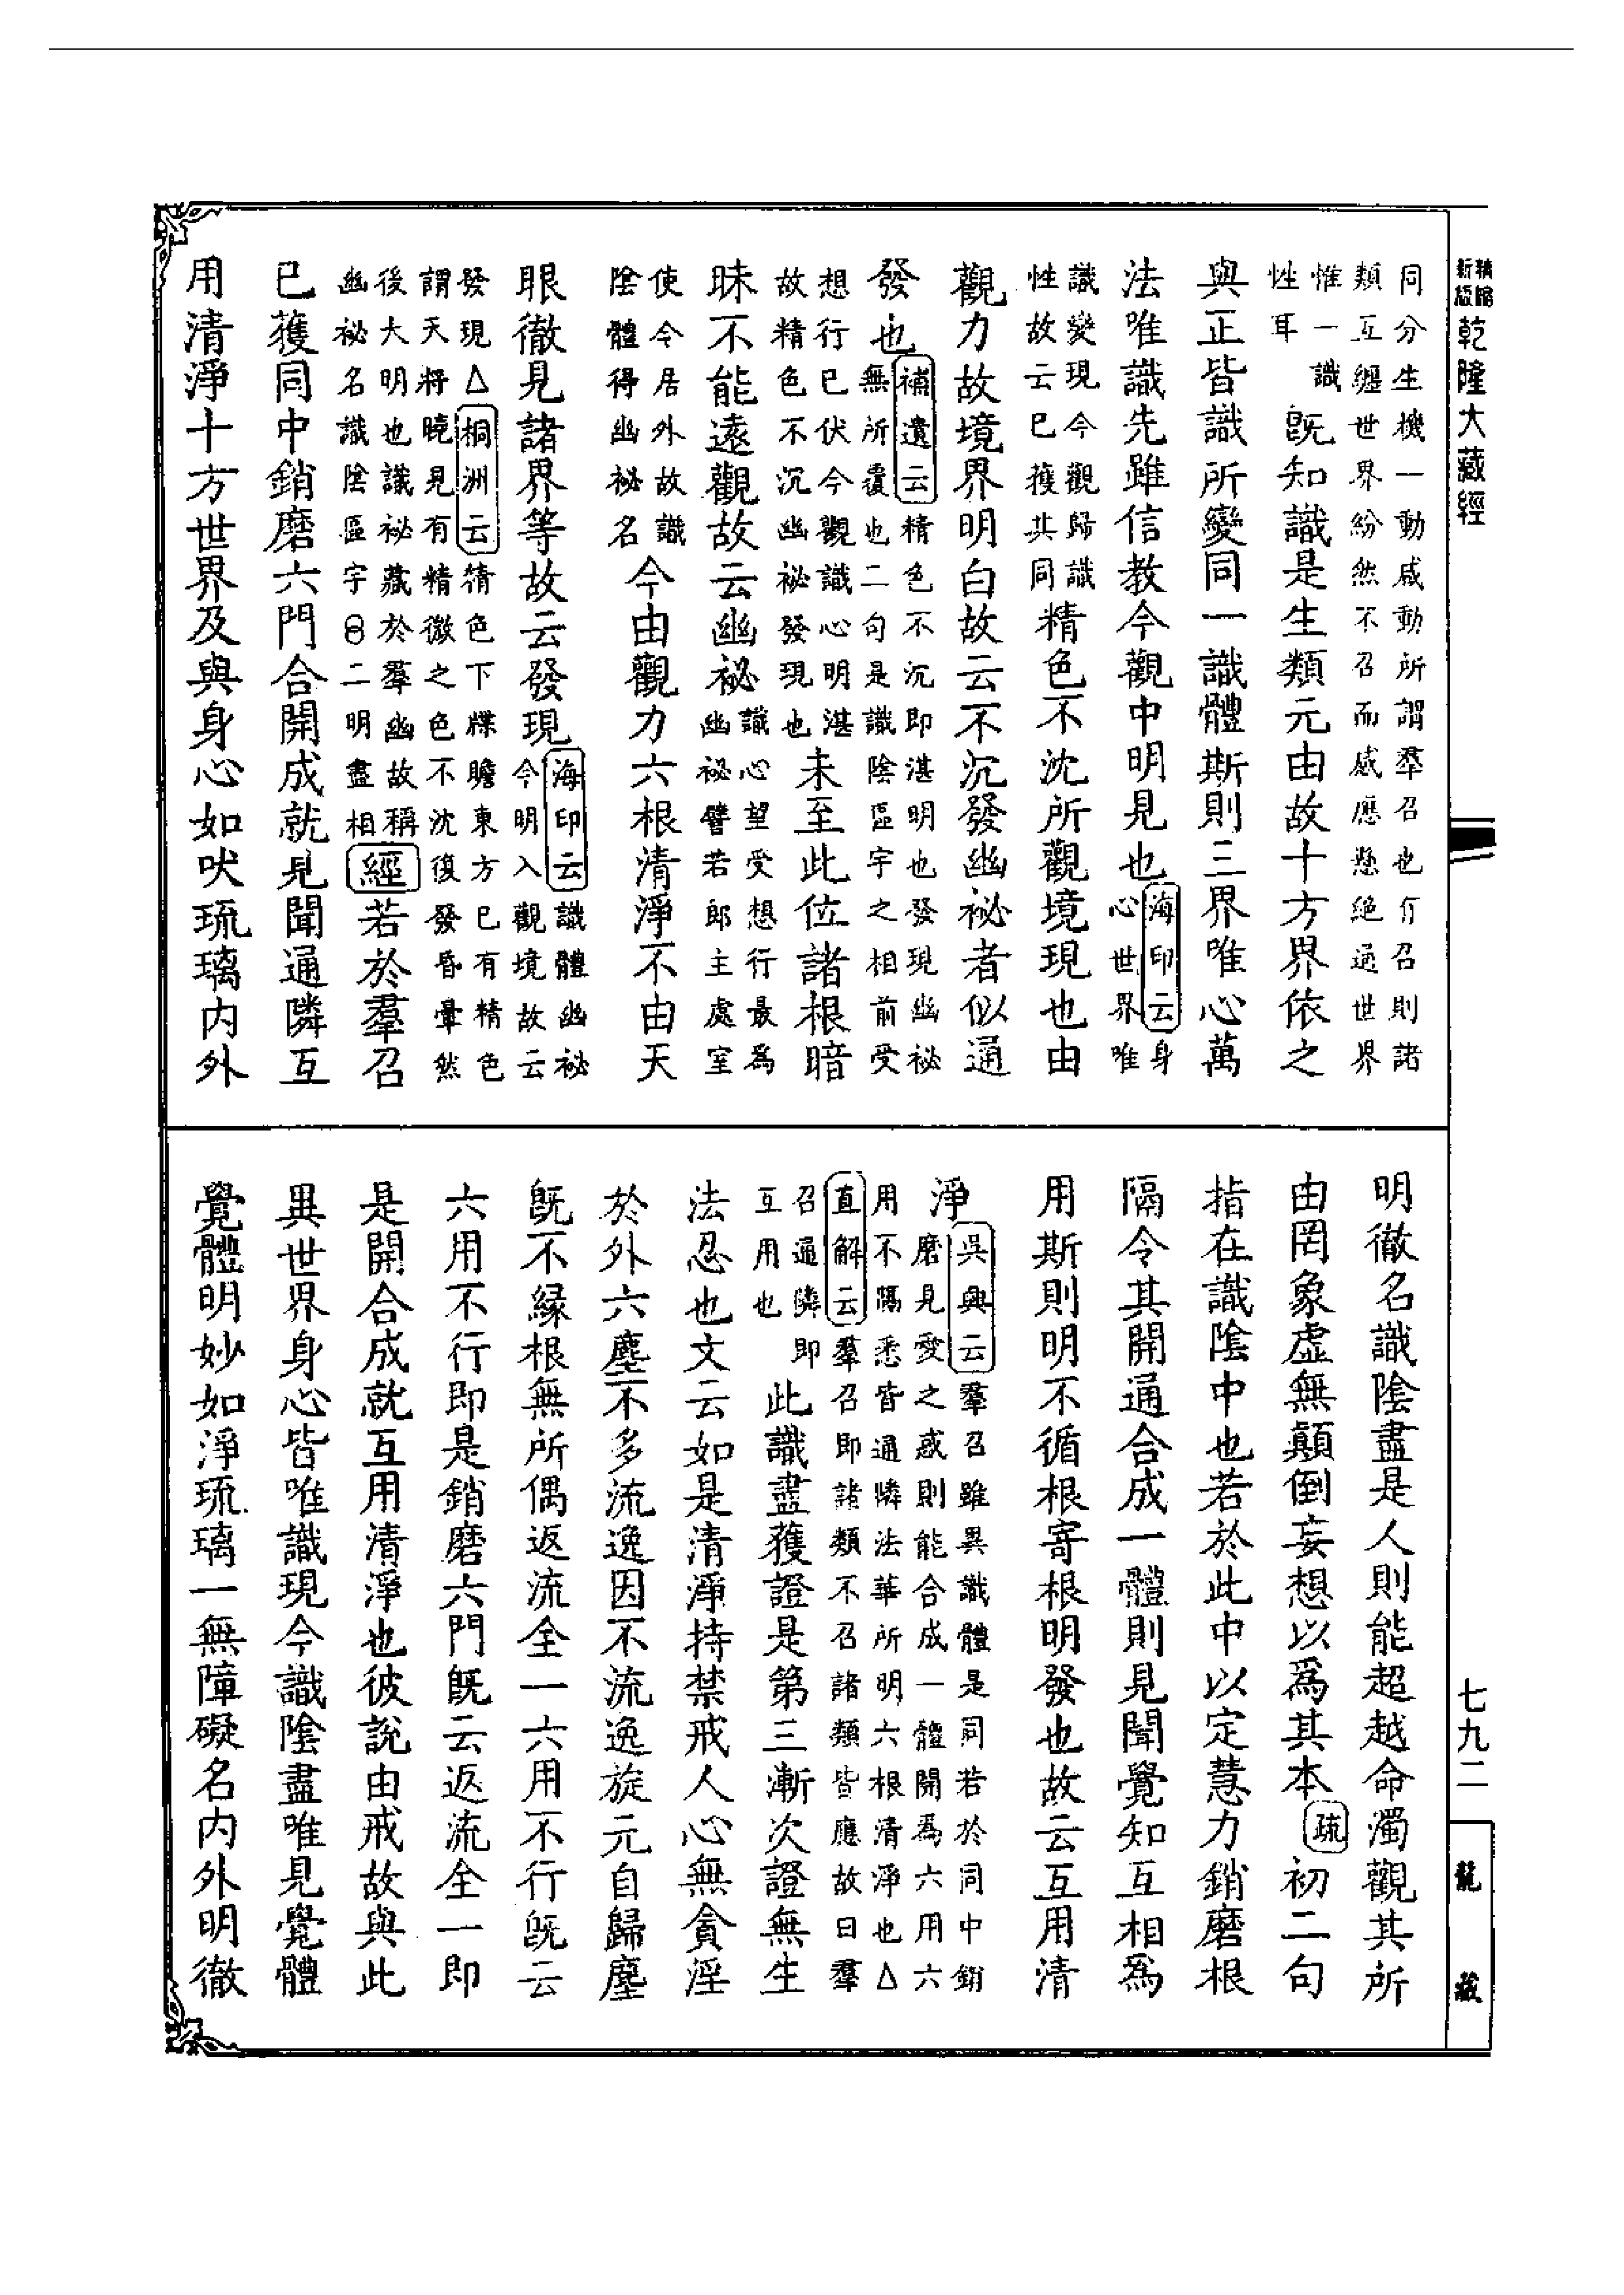 精縮新版乾隆大藏經
同分生機一動感動所謂羣召也有召則諸
類互纏世界紛然不召而感應懸絶通世界
惟一識
性耳
既知識是生類元由故十方界依之
與正皆識所變同一識體斯則三界唯心萬
法唯識先雖信教今觀中明見也海印云身
心世界唯
識變現今觀歸識
性故云已獲其同
精色不沈所觀境現也由
觀力故境界明白故云不沉發幽祕者似通
發也補遺云精色不沉即湛明也發現幽祕
無所覆也二句是識陰區宇之相前受
想行已伏今觀識心明湛
故精色不沉幽祕發現也
未至此位諸根暗
昧不能遠觀故云幽祕識心望受想行最爲
幽祕譬若郎主處室
使今居外故識
陰體得幽祕名
今由觀力六根清淨不由天
眼徹見諸界等故云發現海印云識體幽祕
今明入觀境故云
發現△桐洲云精色下牒瞻東方已有精色
謂天將曉見有精微之色不沈後發昏暈然
後大明也識祕藏於羣幽故稱
幽祕名識陰區宇〇二明盡相
經若於羣召
已獲同中銷磨六門合開成就見聞通隣互
用清淨十方世界及與身心如吠琉璃内外
明徹名識陰盡是人則能超越命濁觀其所
由罔象虛無顛倒妄想以爲其本疏初二句
指在識陰中也若於此中以定慧力銷磨根
隔令其開通合成一體則見聞覺知互相爲
用斯則明不循根寄根明發也故云互用清
淨吳興云羣召雖異識體是同若於同中銷
磨見愛之惑則能合成一體開爲六用六
用不隔悉皆通隣法華所明六根清淨也△
直解云羣召即諸類不召諸類皆應故曰羣
召通隣即
互用也
此識盡獲證是第三漸次證無生
法忍也文云如是清淨持禁戒人心無貪淫
於外六塵不多流逸因不流逸旋元自歸塵
既不緣根無所偶返流全一六用不行既云
六用不行即是銷磨六門既云返流全一即
是開合成就互用清淨也彼說由戒故與此
異世界身心皆唯識現今識陰盡唯見覺體
覺體明妙如淨琉璃一無障礙名内外明徹
七九二
龍藏